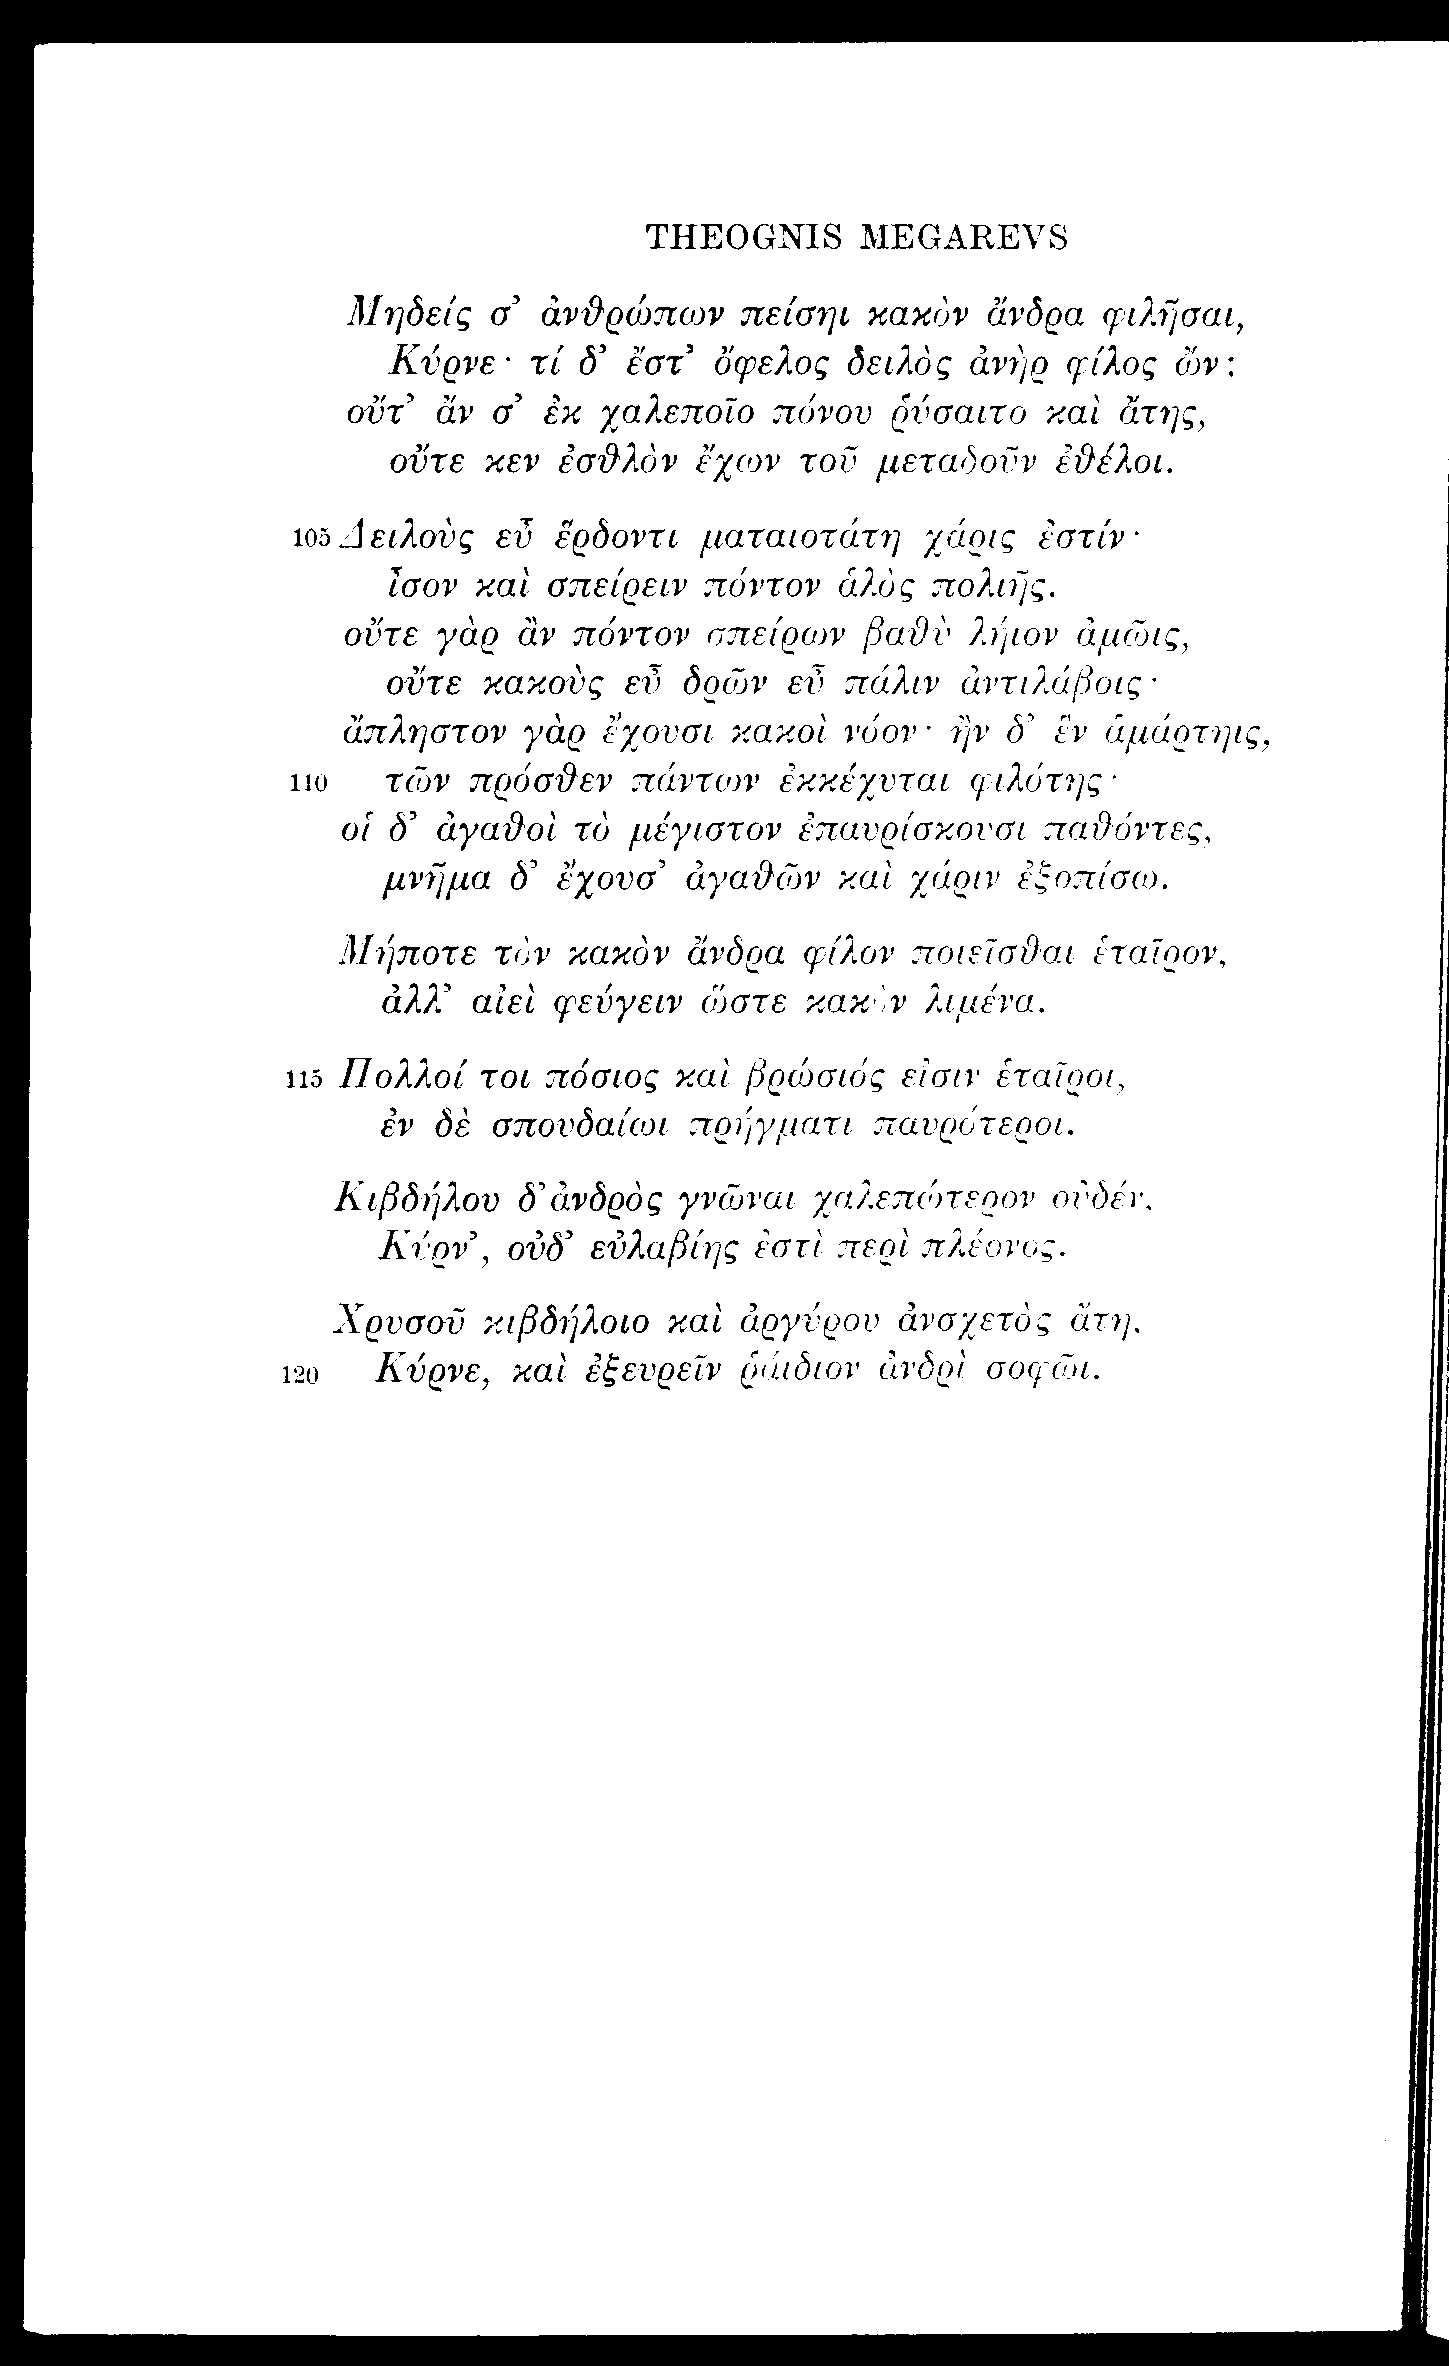 THEOGNIS MEGAREVS
Μηδείς σ’ ἀνθρώπων πείσηι κακὸν ἄνδρα φιλῆσαι,
Κύρνε· τί δ’ ἔστ’ ὄφελος δειλὸς ἀνὴρ φίλος ὤν;
οὔτ’ ἄν σ’ ἐκ χαλεποῖο πόνου ῥύσαιτο καὶ ἄτης,
οὔτε κεν ἐσθλὸν ἔχων τοῦ μεταδοῦν ἐθέλοι.
105 Δειλοὺς εὖ ἔρδοντι ματαιοτάτη χάρις ἐστίν·
ἶσον καὶ σπείρειν πόντον ἁλὸς πολιῆς.
οὔτε γὰρ ἂν πόντον σπείρων βαθὺ λήιον ἀμῶις,
οὔτε κακοὺς εὖ δρῶν εὖ πάλιν ἀντιλάβοις·
ἄπληστον γὰρ ἔχουσι κακοὶ νόον· ἢν δ’ ἓν ἁμάρτηις,
110 τῶν πρόσθεν πάντων ἐκκέχυται φιλότης·
οἱ δ’ ἀγαθοὶ τὸ μέγιστον ἐπαυρίσκουσι παθόντες,
μνῆμα δ’ ἔχουσ’ ἀγαθῶν καὶ χάριν ἐξοπίσω.
Μήποτε τὸν κακὸν ἄνδρα φίλον ποιεῖσθαι ἑταῖρον,
ἀλλ’ αἰεὶ φεύγειν ὥστε κακὸν λιμένα.
115 Πολλοί τοι πόσιος καὶ βρώσιός εἰσιν ἑταῖροι,
ἐν δὲ σπουδαίωι πρήγματι παυρότεροι.
Κιβδήλου δ’ ἀνδρὸς γνῶναι χαλεπώτερον οὐδέν,
Κύρν’, οὐδ’ εὐλαβίης ἐστὶ περὶ πλέονος.
Χρυσοῦ κιβδήλοιο καὶ ἀργύρου ἀνσχετὸς ἄτη,
120 Κύρνε, καὶ ἐξευρεῖν ῥάιδιον ἀνδρὶ σοφῶι.